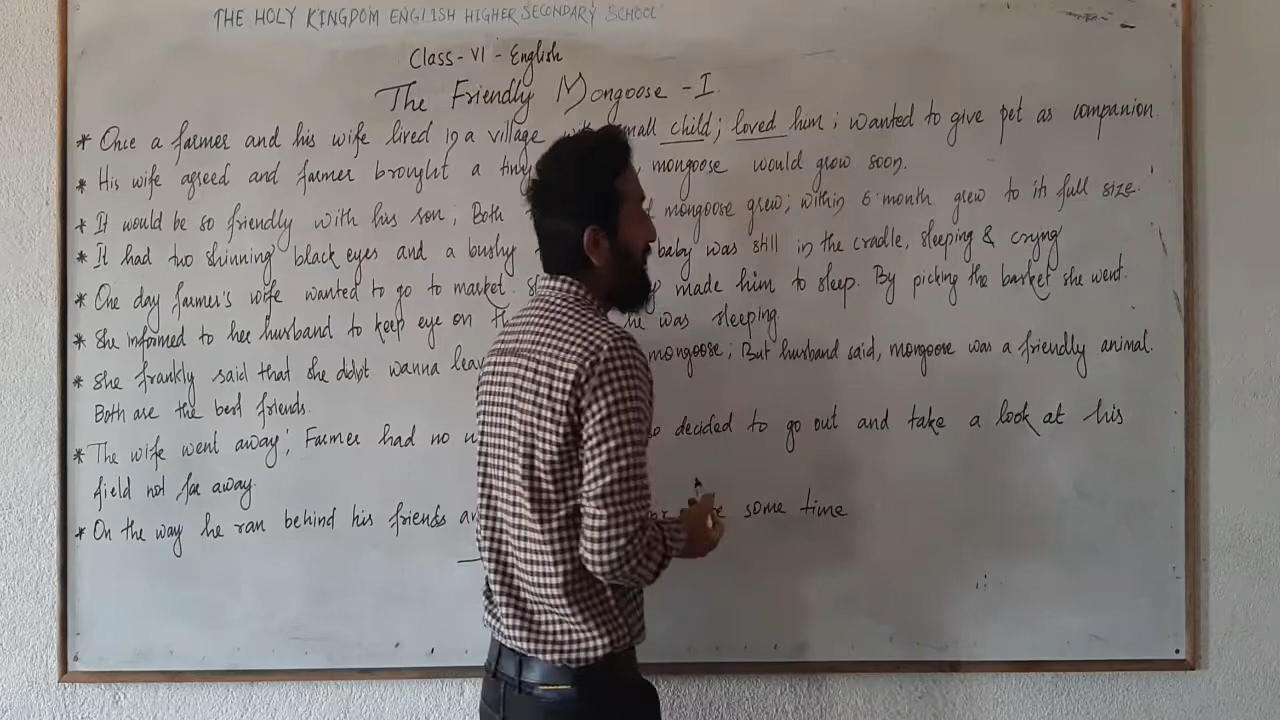 THE HOLY KINGDOM ENGLISH HIGHER SECONDARY SCHOOL
Class - VI - English
The Friendly Mongoose - I
* Once a farmer and his wife lived in a village small child; loved him; wanted to give pet as companion.
* His wife agreed and farmer brought a tiny mongoose would grow soon.
* It would be so friendly with his son; Both mongoose grew; within 6 month grew to its full size.
* It had two shinning black eyes and a bushy baby was still in the cradle, sleeping & crying
* One day farmer's wife wanted to go to market. made him to sleep. By picking the barket she went.
* She informed to her husband to keep eye on he was sleeping.
* She frankly said that she didn't wanna mongoose; But husband said, mongoose was a friendly animal.
Both are the best friends.
* The wife went away; Farmer had no decided to go out and take a look at his
field not far away.
* On the way he ran behind his friends some time